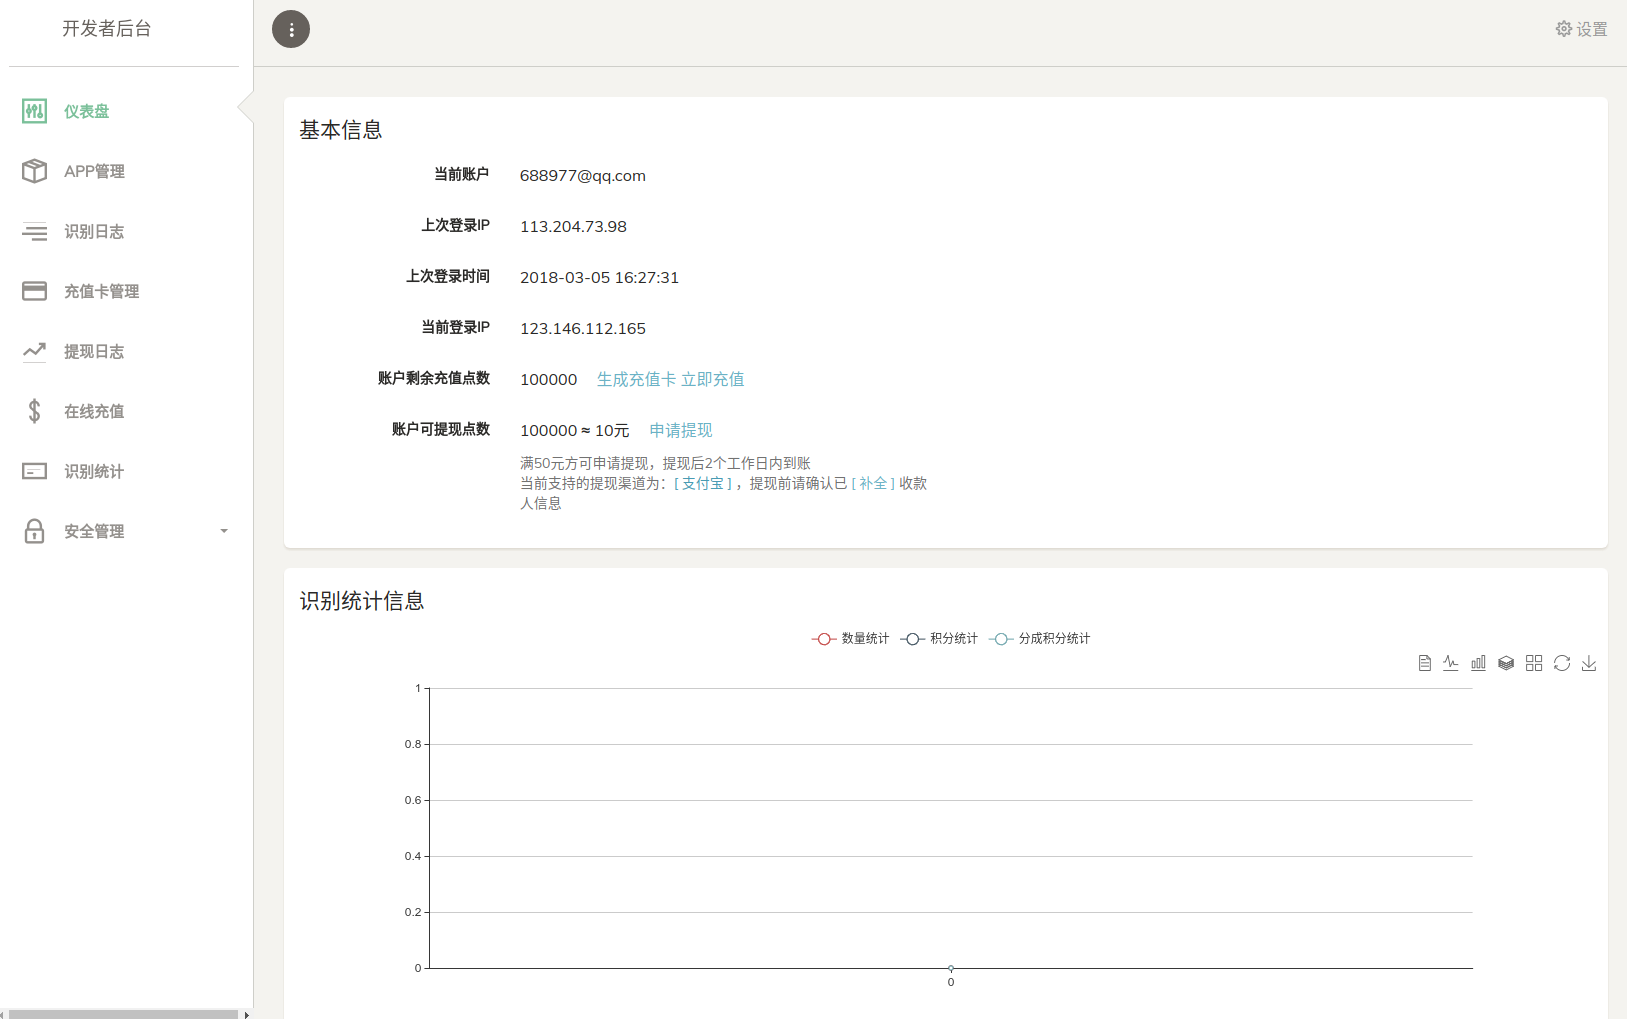 开发者后台
设置
仪表盘
APP管理
识别日志
充值卡管理
提现日志
在线充值
识别统计
安全管理
基本信息
当前账户 688977@qq.com
上次登录IP 113.204.73.98
上次登录时间 2018-03-05 16:27:31
当前登录IP 123.146.112.165
账户剩余充值点数 100000 生成充值卡 立即充值
账户可提现点数 100000 ≈ 10元 申请提现
满50元方可申请提现，提现后2个工作日内到账
当前支持的提现渠道为：[ 支付宝 ] ，提现前请确认已 [ 补全 ] 收款
人信息
识别统计信息
数量统计 积分统计 分成积分统计
1
0.8
0.6
0.4
0.2
0
0